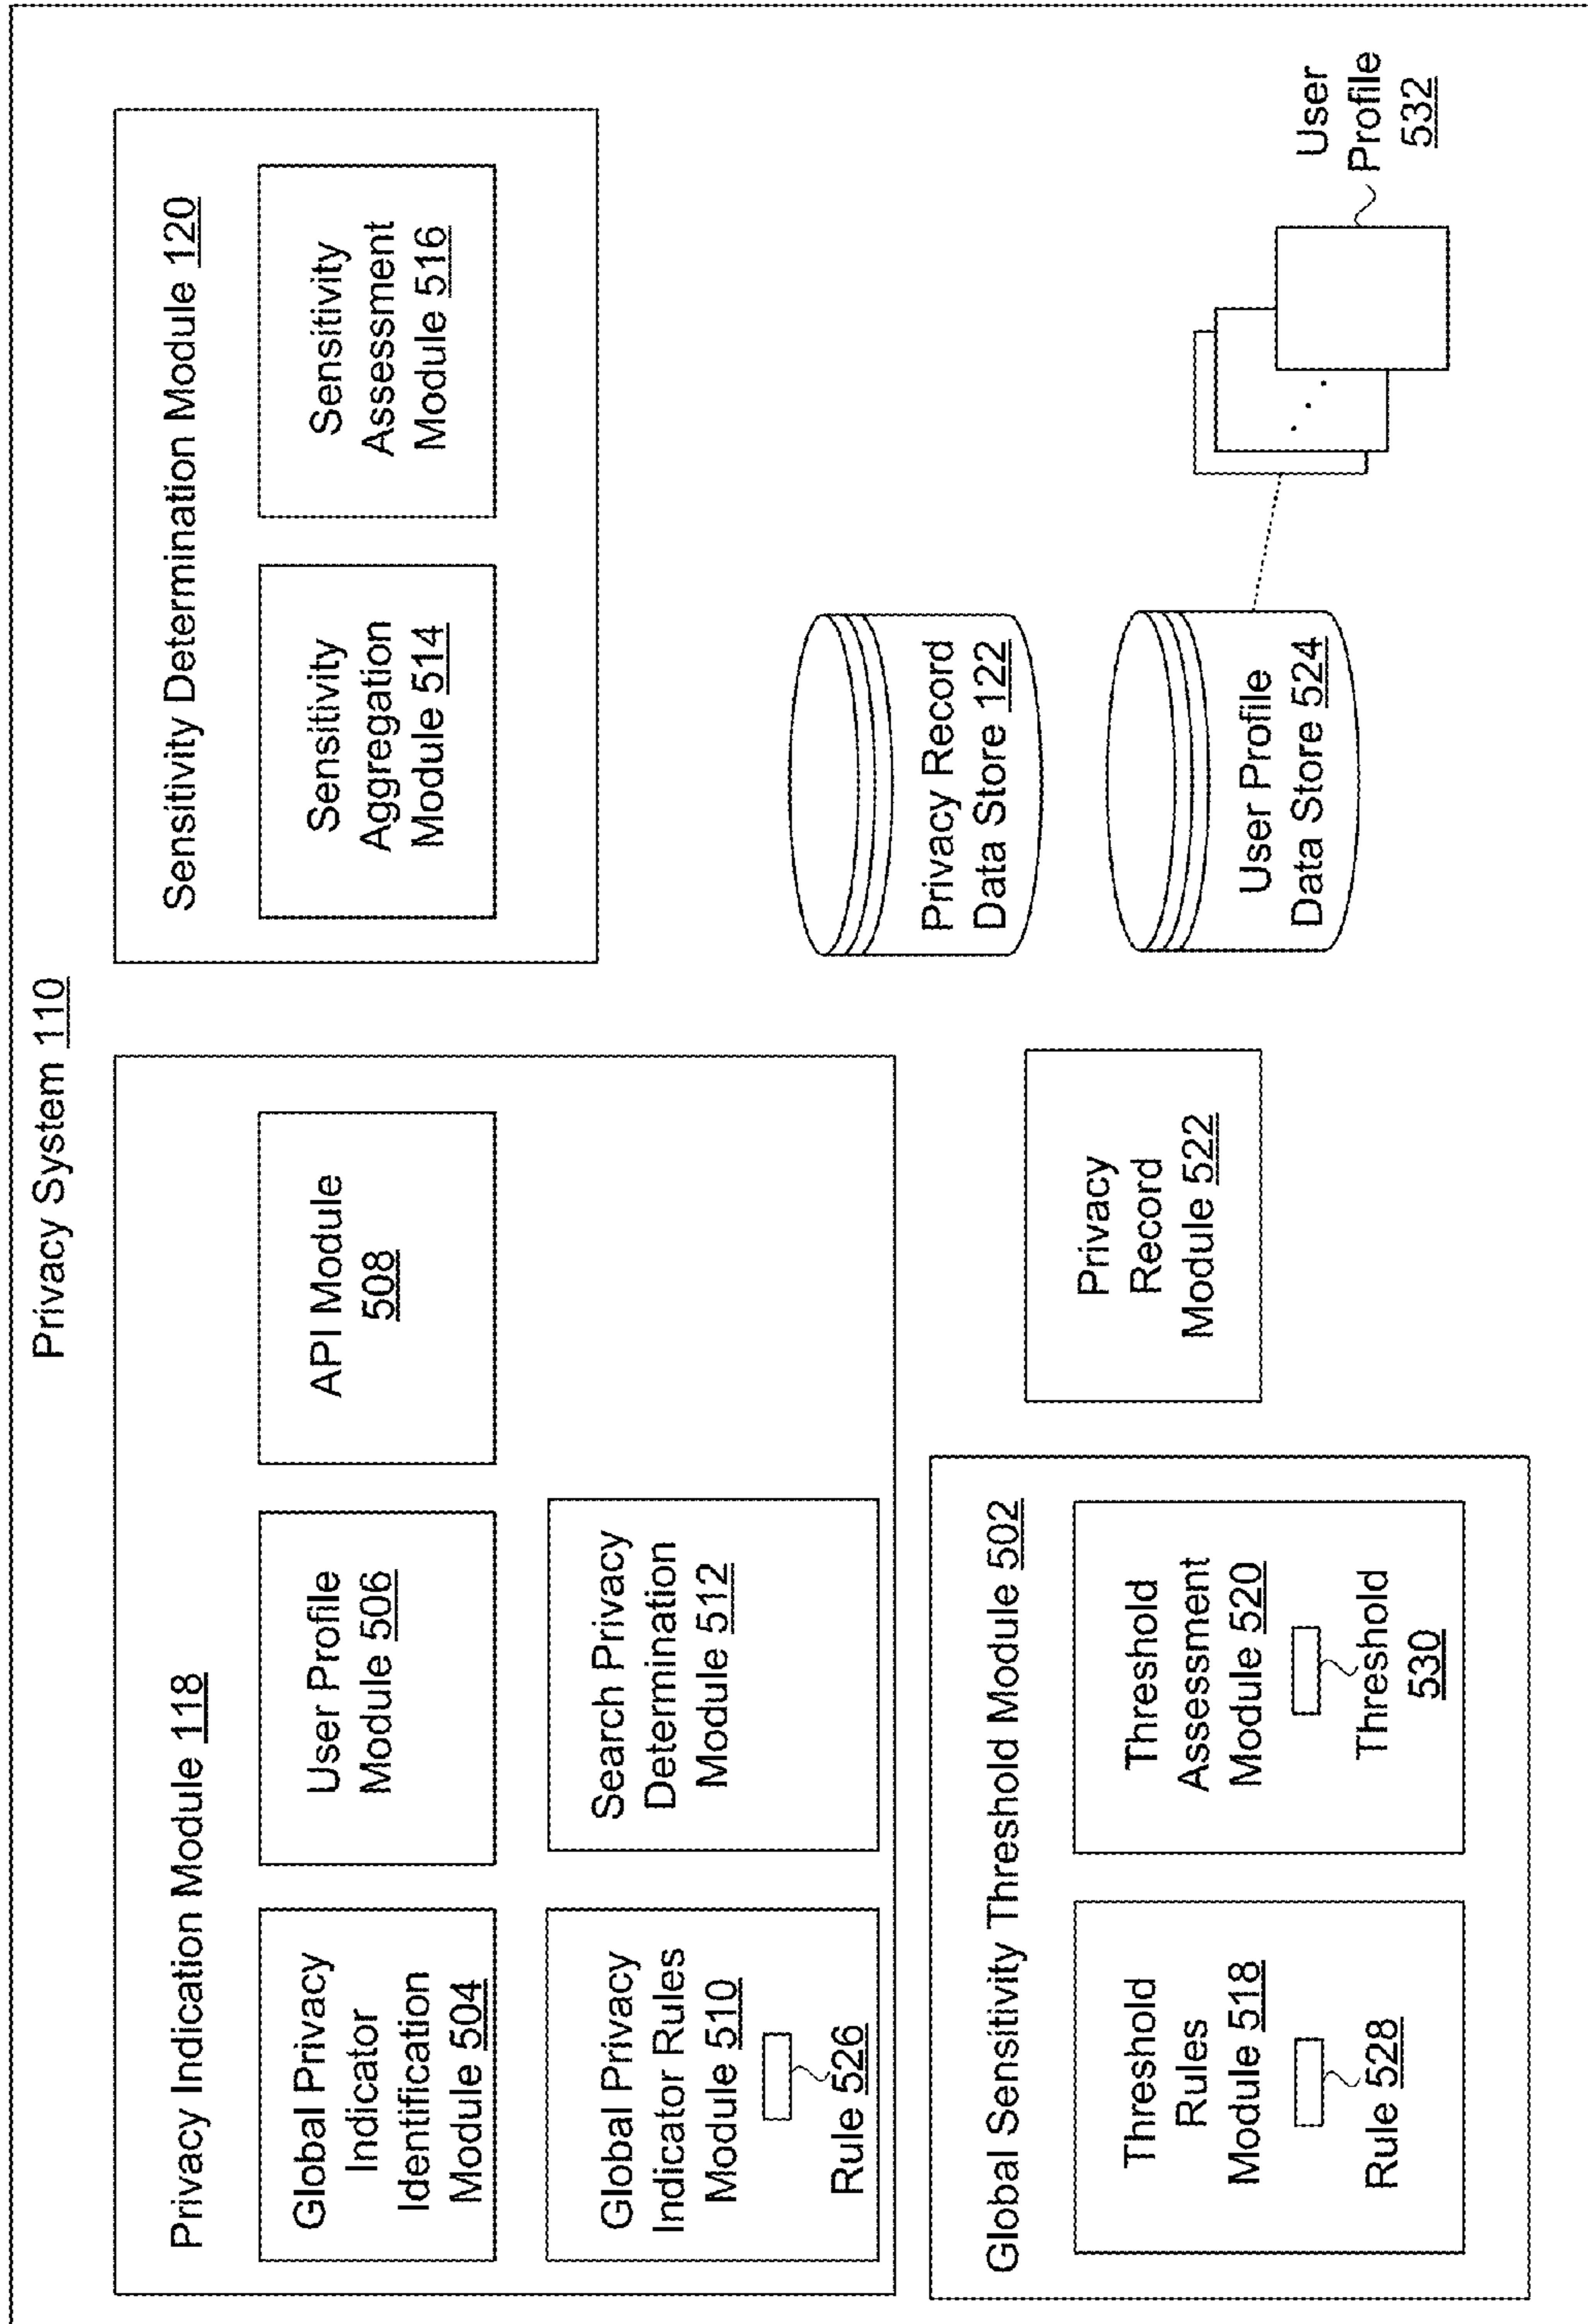 Privacy System 110
Privacy Indication Module 118
Global Privacy
Indicator
Identification
Module 504
User Profile
Module 506
API Module
508
Global Privacy
Indicator Rules
Module 510
Rule 526
Search Privacy
Determination
Module 512
Sensitivity Determination Module 120
Sensitivity
Aggregation
Module 514
Sensitivity
Assessment
Module 516
Global Sensitivity Threshold Module 502
Threshold
Rules
Module 518
Rule 528
Threshold
Assessment
Module 520
Threshold
530
Privacy
Record
Module 522
Privacy Record
Data Store 122
User Profile
Data Store 524
User
Profile
532